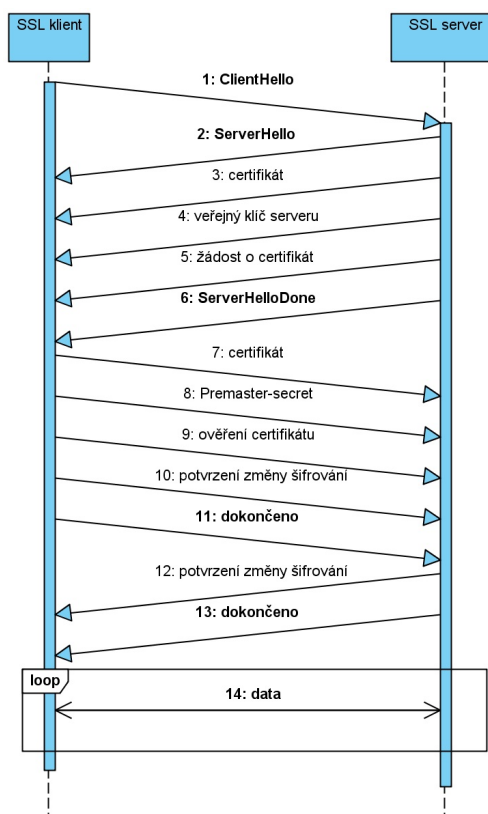 SSL klient
SSL server
1: ClientHello
2: ServerHello
3: certifikát
4: veřejný klíč serveru
5: žádost o certifikát
6: ServerHelloDone
7: certifikát
8: Premaster-secret
9: ověření certifikátu
10: potvrzení změny šifrování
11: dokončeno
12: potvrzení změny šifrování
13: dokončeno
loop
14: data